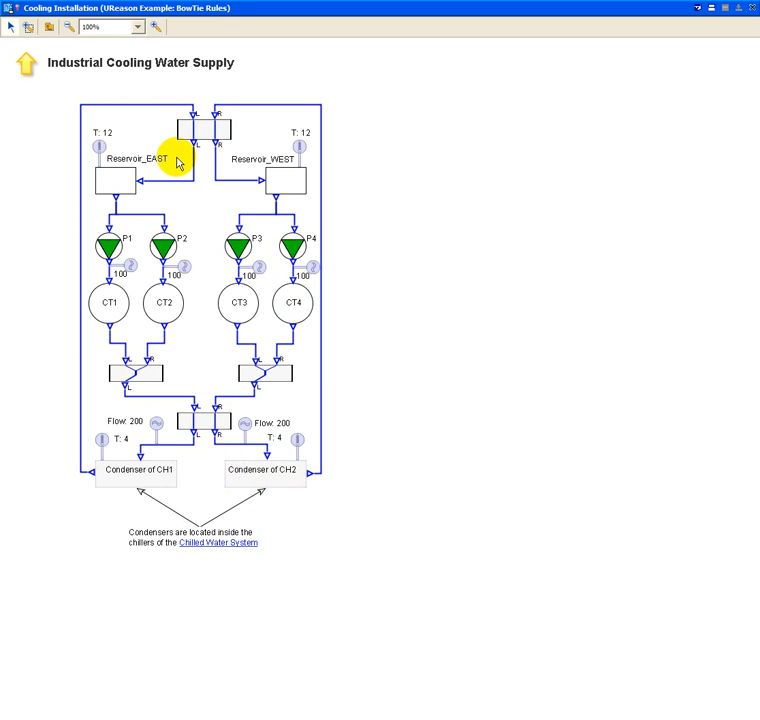 Cooling Installation (UReason Example: BowTie Rules)
100%
Industrial Cooling Water Supply
L R
T: 12 T: 12
L R
Reservoir_EAST Reservoir_WEST
P1 P2 P3 P4
100 100 100 100
CT1 CT2 CT3 CT4
L R L R
L L
L R
Flow: 200 Flow: 200
L R
T: 4 T: 4
Condenser of CH1 Condenser of CH2
Condensers are located inside the
chillers of the Chilled Water System